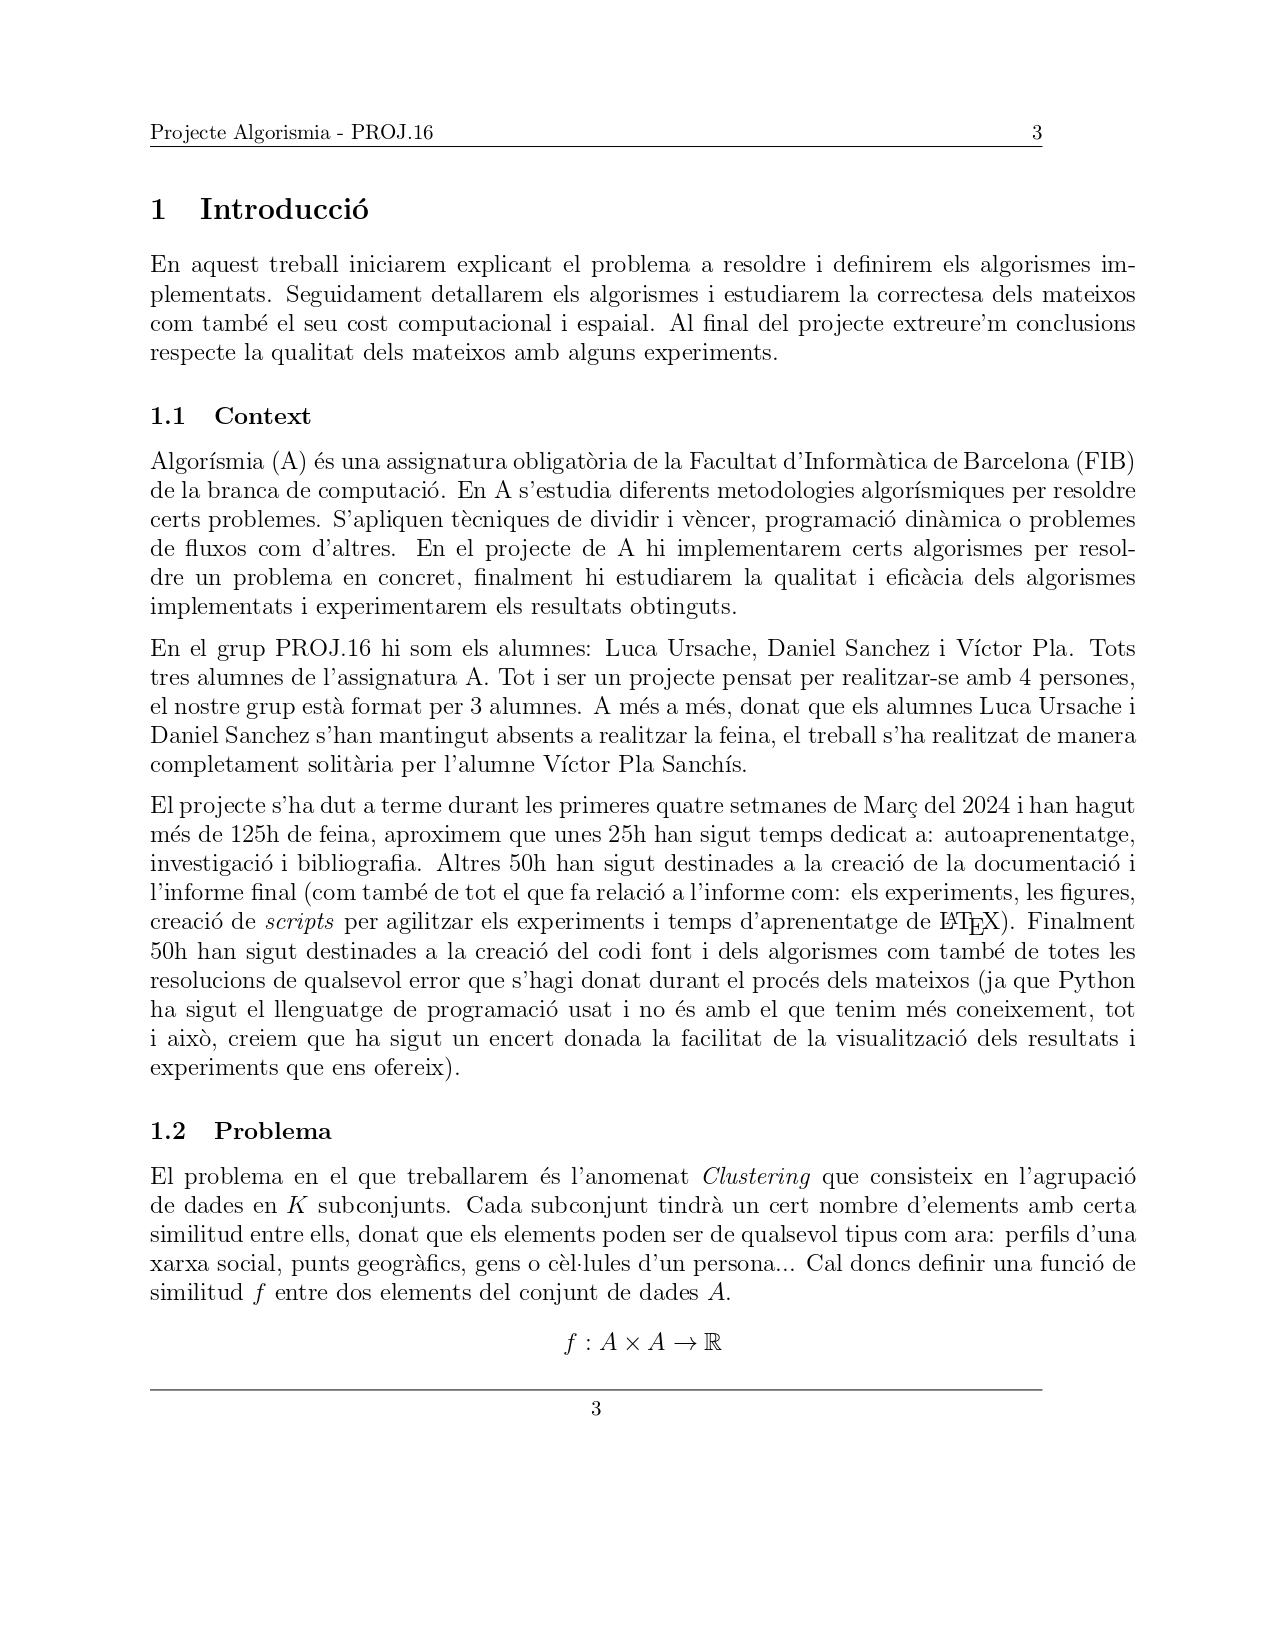 Projecte Algorismia - PROJ.16 3
1 Introducció
En aquest treball iniciarem explicant el problema a resoldre i definirem els algorismes im-
plementats. Seguidament detallarem els algorismes i estudiarem la correctesa dels mateixos
com també el seu cost computacional i espaial. Al final del projecte extreure'm conclusions
respecte la qualitat dels mateixos amb alguns experiments.
1.1 Context
Algorísmia (A) és una assignatura obligatòria de la Facultat d'Informàtica de Barcelona (FIB)
de la branca de computació. En A s'estudia diferents metodologies algorísmiques per resoldre
certs problemes. S'apliquen tècniques de dividir i vèncer, programació dinàmica o problemes
de fluxos com d'altres. En el projecte de A hi implementarem certs algorismes per resol-
dre un problema en concret, finalment hi estudiarem la qualitat i eficàcia dels algorismes
implementats i experimentarem els resultats obtinguts.
En el grup PROJ.16 hi som els alumnes: Luca Ursache, Daniel Sanchez i Víctor Pla. Tots
tres alumnes de l'assignatura A. Tot i ser un projecte pensat per realitzar-se amb 4 persones,
el nostre grup està format per 3 alumnes. A més a més, donat que els alumnes Luca Ursache i
Daniel Sanchez s'han mantingut absents a realitzar la feina, el treball s'ha realitzat de manera
completament solitària per l'alumne Víctor Pla Sanchís.
El projecte s'ha dut a terme durant les primeres quatre setmanes de Març del 2024 i han hagut
més de 125h de feina, aproximem que unes 25h han sigut temps dedicat a: autoaprenentatge,
investigació i bibliografia. Altres 50h han sigut destinades a la creació de la documentació i
l'informe final (com també de tot el que fa relació a l'informe com: els experiments, les figures,
creació de scripts per agilitzar els experiments i temps d'aprenentatge de LATEX). Finalment
50h han sigut destinades a la creació del codi font i dels algorismes com també de totes les
resolucions de qualsevol error que s'hagi donat durant el procés dels mateixos (ja que Python
ha sigut el llenguatge de programació usat i no és amb el que tenim més coneixement, tot
i això, creiem que ha sigut un encert donada la facilitat de la visualització dels resultats i
experiments que ens ofereix).
1.2 Problema
El problema en el que treballarem és l'anomenat Clustering que consisteix en l'agrupació
de dades en K subconjunts. Cada subconjunt tindrà un cert nombre d'elements amb certa
similitud entre ells, donat que els elements poden ser de qualsevol tipus com ara: perfils d'una
xarxa social, punts geogràfics, gens o cèl·lules d'un persona... Cal doncs definir una funció de
similitud f entre dos elements del conjunt de dades A.
f : A × A → ℝ
3